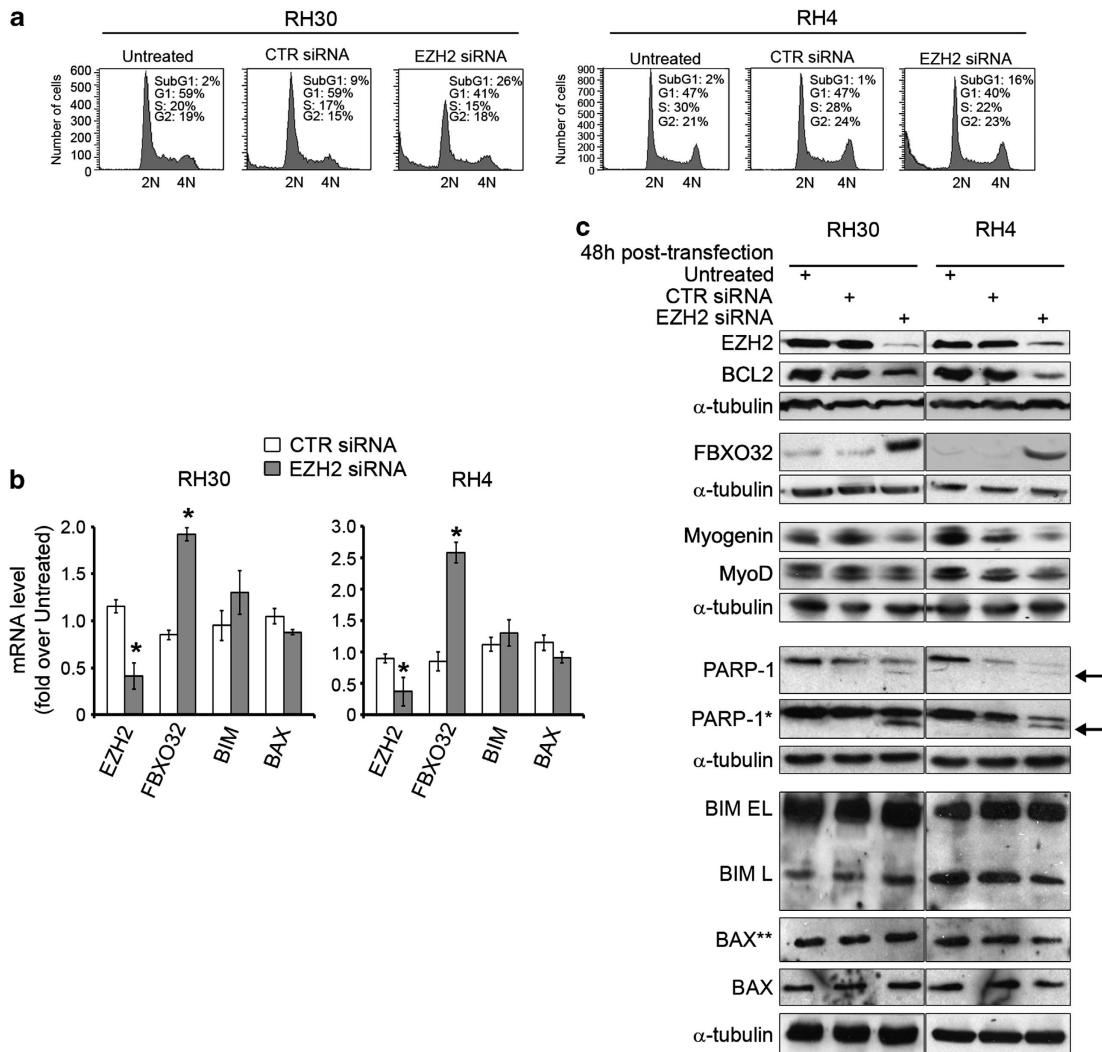 a
RH30
RH4
Untreated
CTR siRNA
EZH2 siRNA
Untreated
CTR siRNA
EZH2 siRNA
Number of cells
600
500
400
300
200
100
0
SubG1: 2%
G1: 59%
S: 20%
G2: 19%
SubG1: 9%
G1: 59%
S: 17%
G2: 15%
SubG1: 26%
G1: 41%
S: 15%
G2: 18%
2N 4N
2N 4N
2N 4N
Number of cells
900
800
700
600
500
400
300
200
100
0
SubG1: 2%
G1: 47%
S: 30%
G2: 21%
SubG1: 1%
G1: 47%
S: 28%
G2: 24%
SubG1: 16%
G1: 40%
S: 22%
G2: 23%
2N 4N
2N 4N
2N 4N
b
CTR siRNA
EZH2 siRNA
RH30
RH4
mRNA level
(fold over Untreated)
2.0
1.5
1.0
0.5
0
*
*
EZH2
FBXO32
BIM
BAX
3.0
2.5
2.0
1.5
1.0
0.5
0
*
*
EZH2
FBXO32
BIM
BAX
c
RH30
RH4
48h post-transfection
Untreated + +
CTR siRNA + +
EZH2 siRNA + +
EZH2
BCL2
α-tubulin
FBXO32
α-tubulin
Myogenin
MyoD
α-tubulin
PARP-1
PARP-1*
α-tubulin
BIM EL
BIM L
BAX**
BAX
α-tubulin